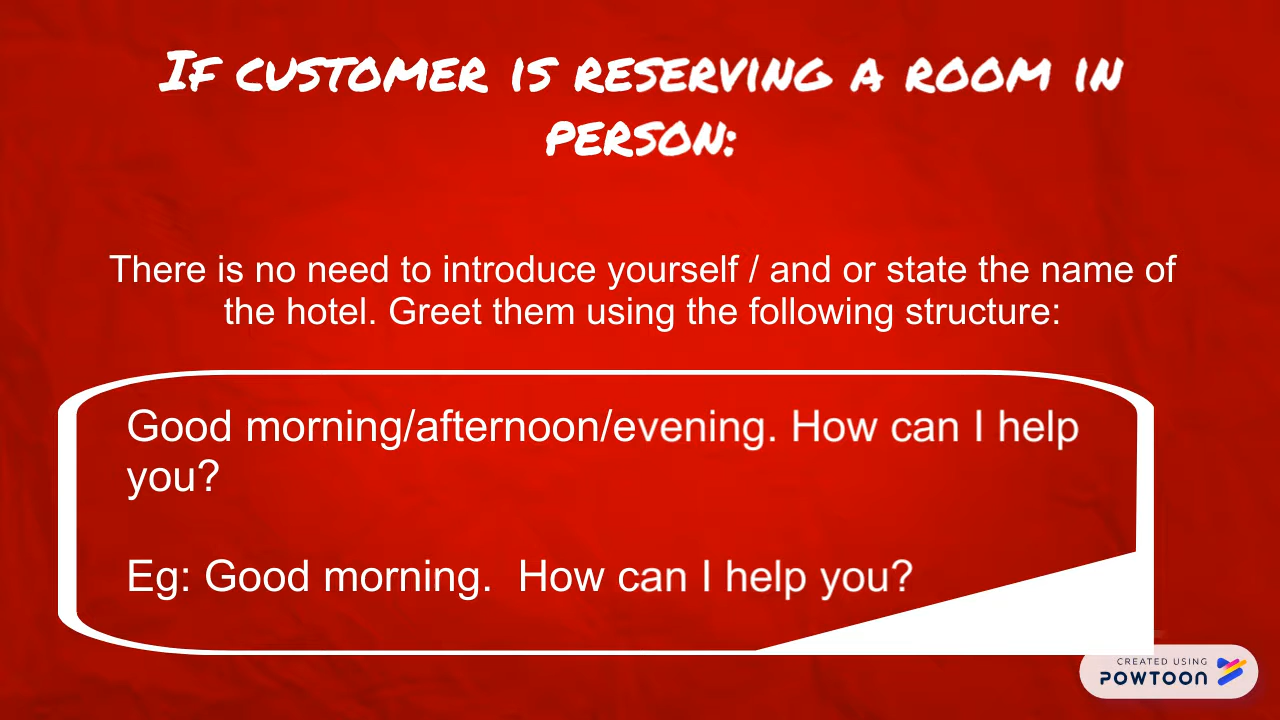 If customer is reserving a room in
person:
There is no need to introduce yourself / and or state the name of
the hotel. Greet them using the following structure:
Good morning/afternoon/evening. How can I help
you?
Eg: Good morning.  How can I help you?
CREATED USING
POWTOON